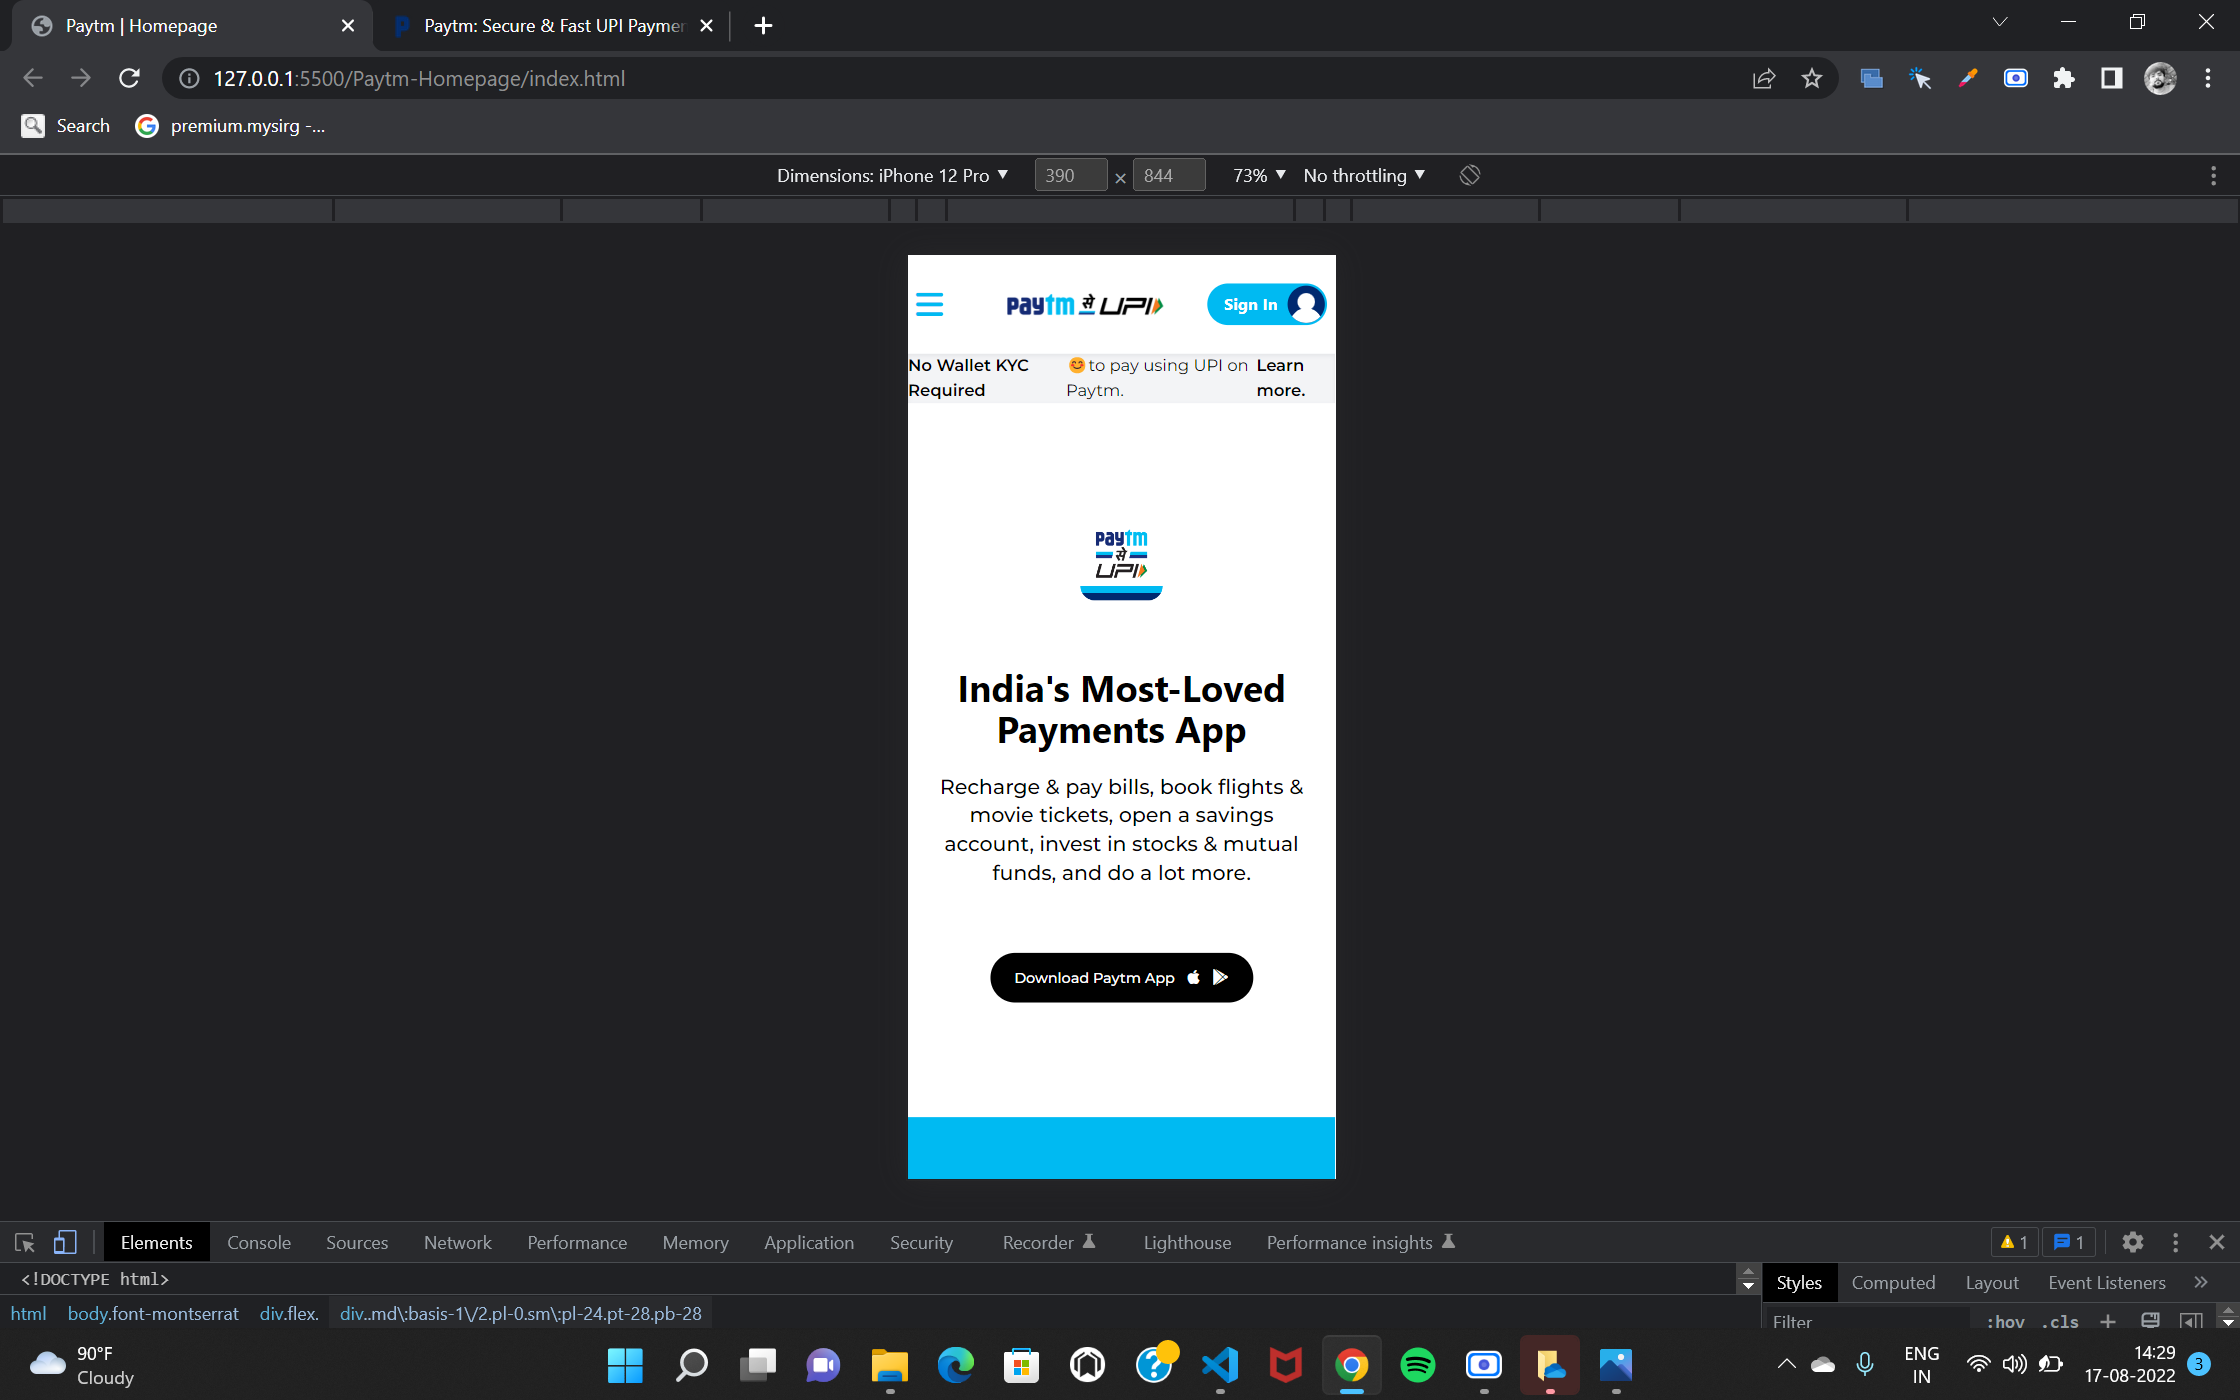 Paytm | Homepage
Paytm: Secure & Fast UPI Paymen
127.0.0.1:5500/Paytm-Homepage/index.html
Search
premium.mysirg -...
Dimensions: iPhone 12 Pro ▼ 390 × 844 73% ▼ No throttling ▼
paytm से UPI
Sign In
No Wallet KYC Required
😊to pay using UPI on Paytm.
Learn more.
paytm
से
UPI
India's Most-Loved
Payments App
Recharge & pay bills, book flights &
movie tickets, open a savings
account, invest in stocks & mutual
funds, and do a lot more.
Download Paytm App
Elements Console Sources Network Performance Memory Application Security Recorder Lighthouse Performance insights 1 1
<!DOCTYPE html>
Styles Computed Layout Event Listeners »
html body.font-montserrat div.flex. div..md\:basis-1\/2.pl-0.sm\:pl-24.pt-28.pb-28
Filter :hov .cls +
90°F
Cloudy
ENG
IN
14:29
17-08-2022
3